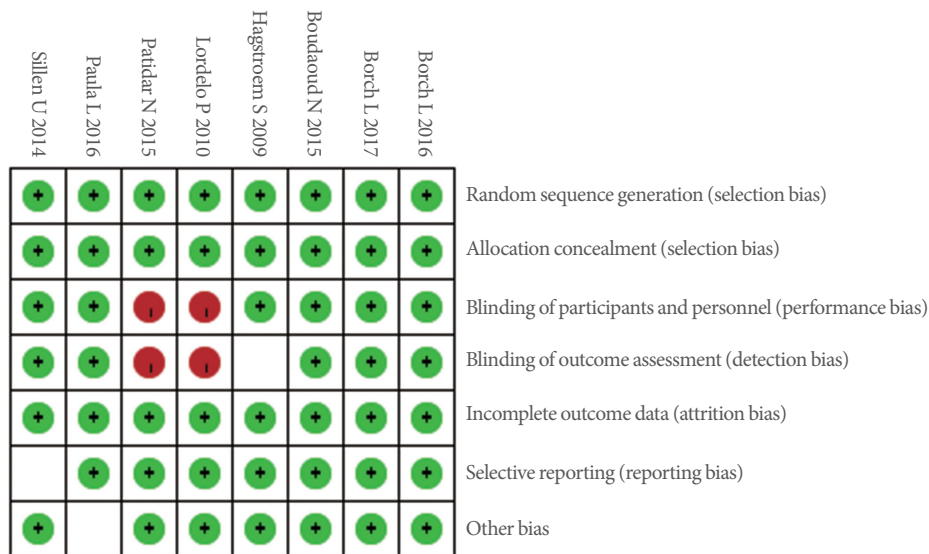 Sillen U 2014
Paula L 2016
Patidar N 2015
Lordelo P 2010
Hagstroem S 2009
Boudaoud N 2015
Borch L 2017
Borch L 2016
+ + + + + + + + Random sequence generation (selection bias)
+ + + + + + + + Allocation concealment (selection bias)
+ + - - + + + + Blinding of participants and personnel (performance bias)
+ + - - + + + Blinding of outcome assessment (detection bias)
+ + + + + + + + Incomplete outcome data (attrition bias)
+ + + + + + + Selective reporting (reporting bias)
+ + + + + + + Other bias